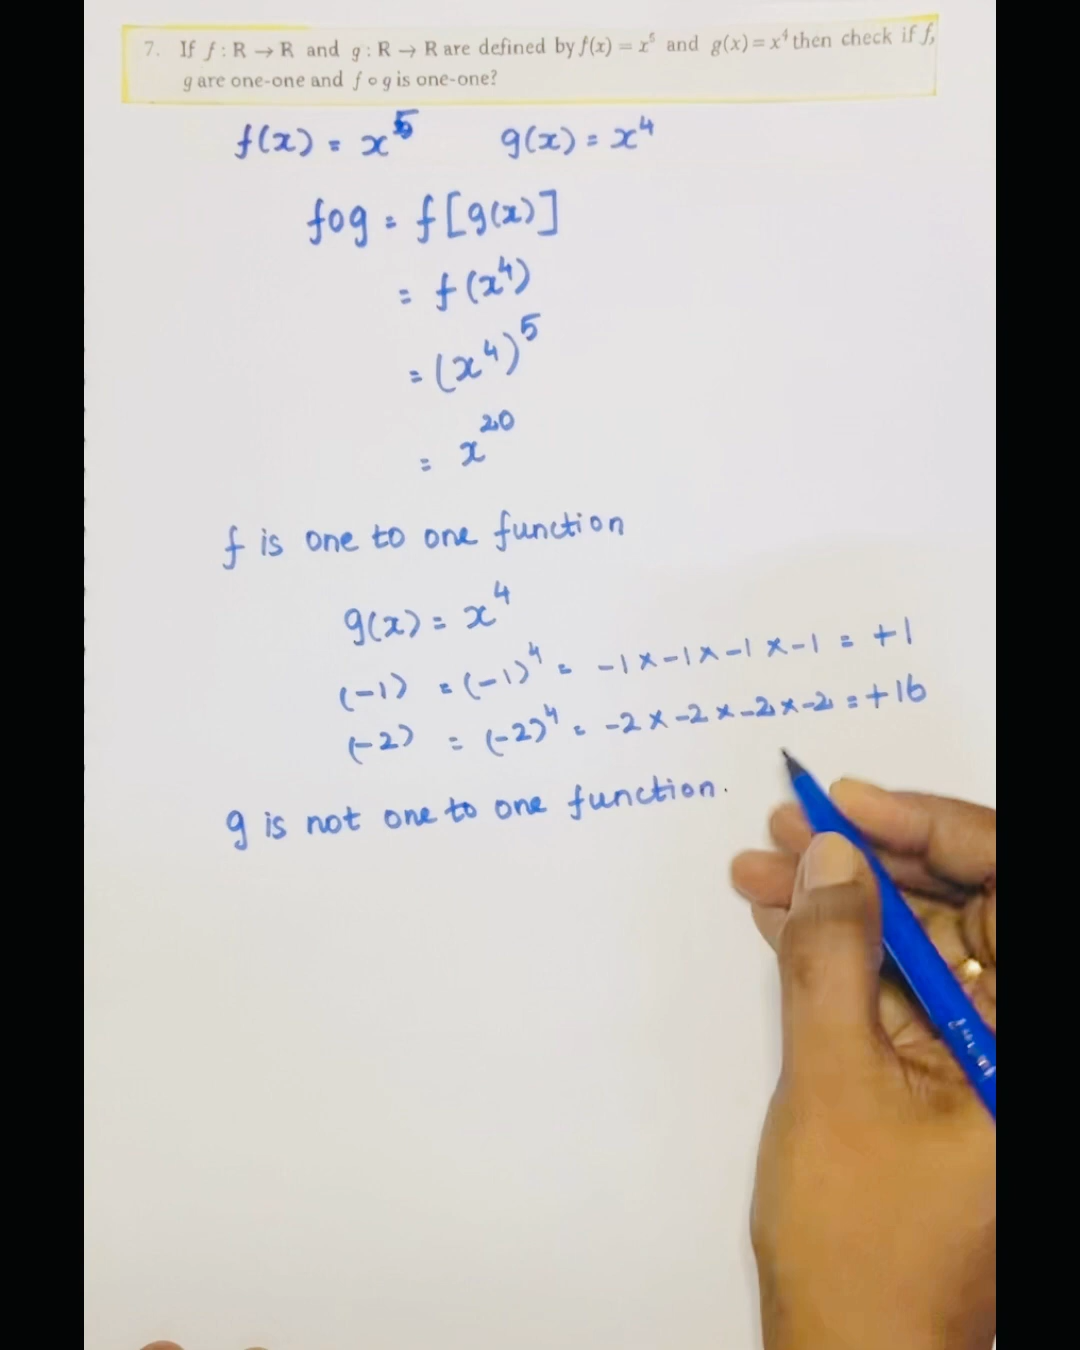 7. If f : R → R and g : R → R are defined by f(x) = x⁵ and g(x) = x⁴ then check if f,
g are one-one and f ∘ g is one-one?
f(x) = x⁵ g(x) = x⁴
fog = f[g(x)]
= f(x⁴)
= (x⁴)⁵
= x²⁰
f is one to one function
g(x) = x⁴
(-1) = (-1)⁴ = -1 x -1 x -1 x -1 = +1
(-2) = (-2)⁴ = -2 x -2 x -2 x -2 = +16
g is not one to one function.